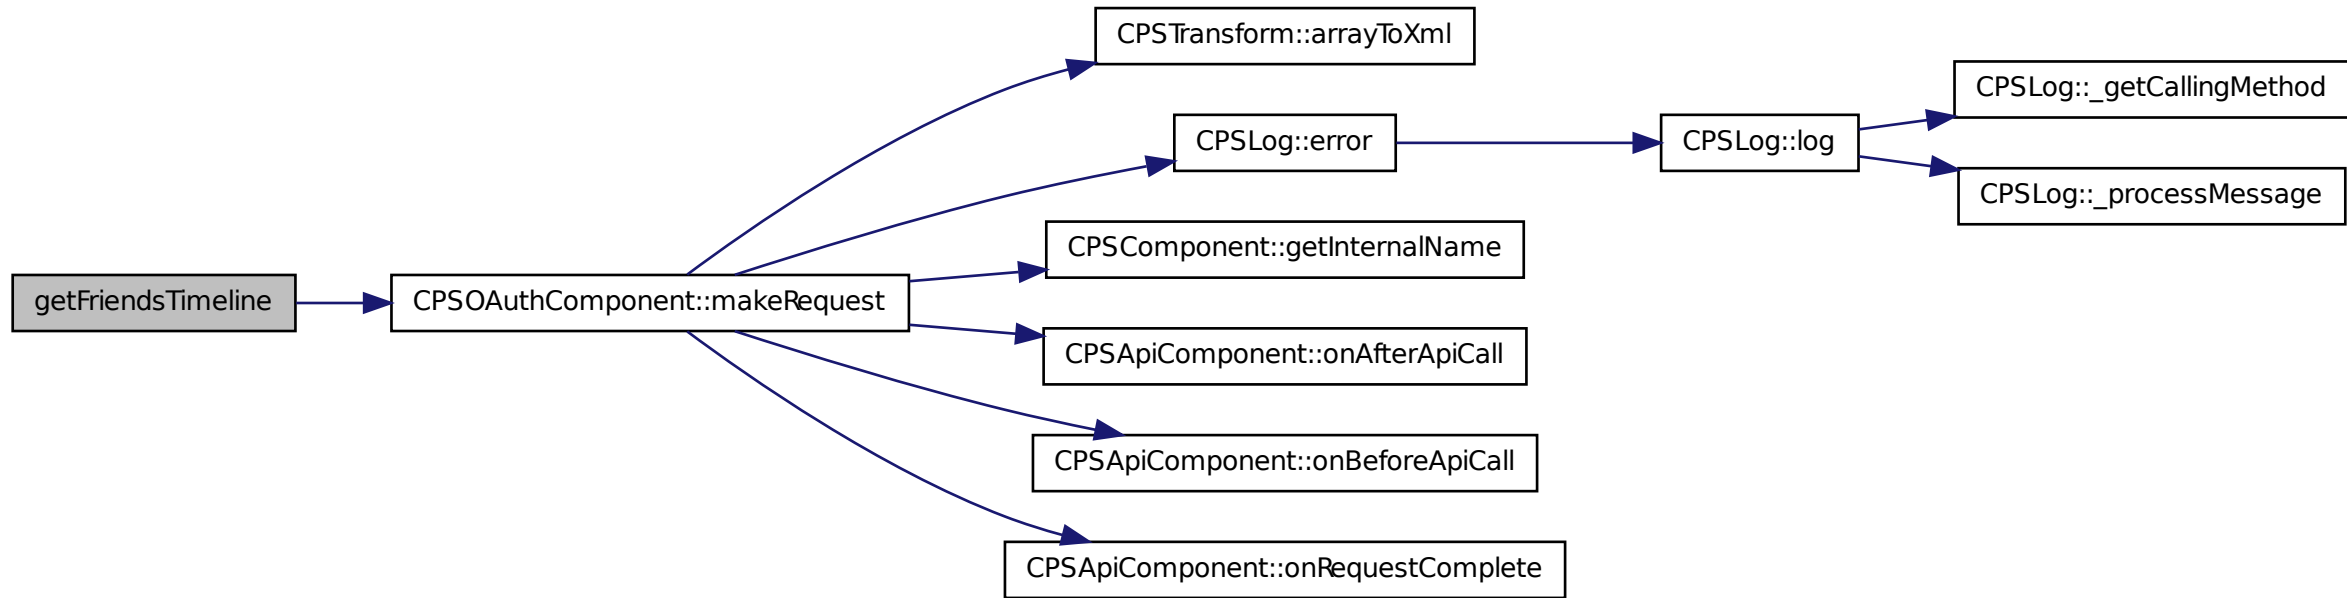 CPSTransform::arrayToXml
CPSLog::_getCallingMethod
CPSLog::error
CPSLog::log
CPSLog::_processMessage
CPSComponent::getInternalName
getFriendsTimeline
CPSOAuthComponent::makeRequest
CPSApiComponent::onAfterApiCall
CPSApiComponent::onBeforeApiCall
CPSApiComponent::onRequestComplete